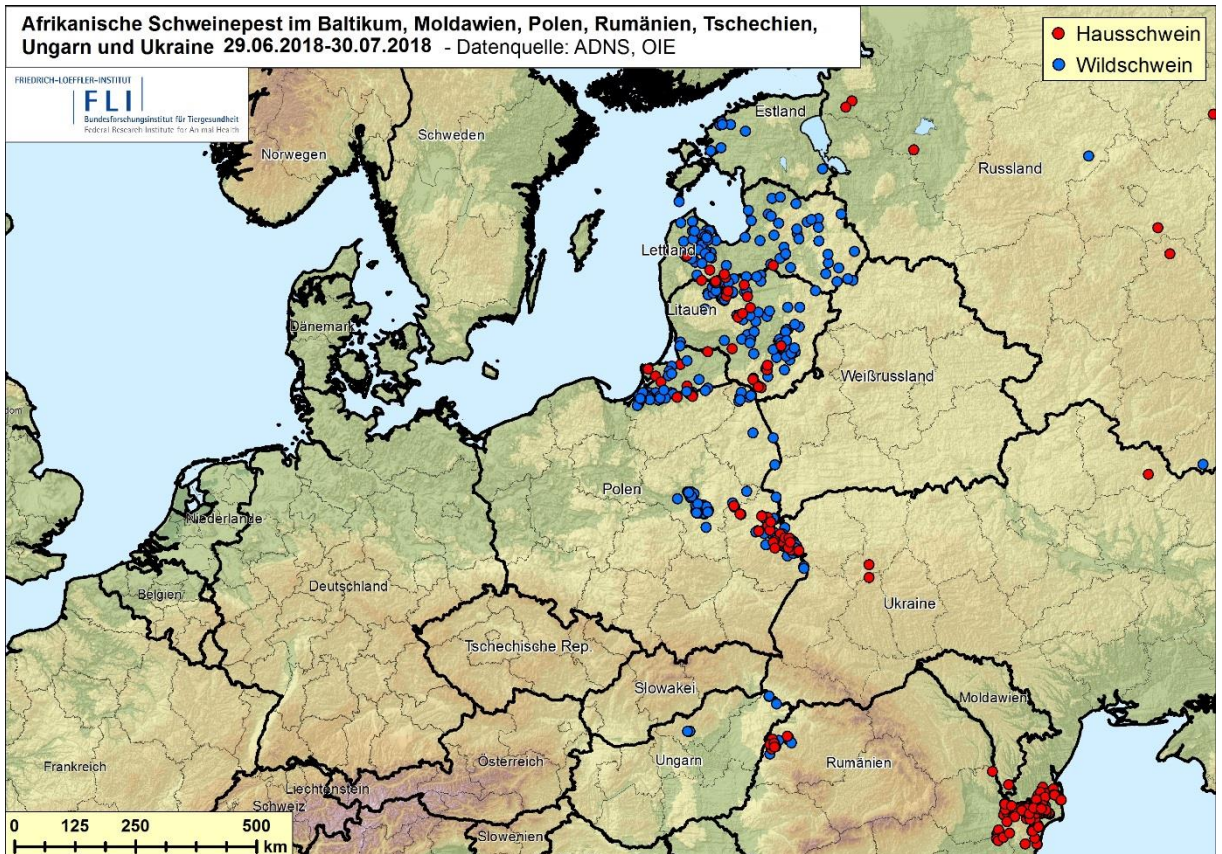 Afrikanische Schweinepest im Baltikum, Moldawien, Polen, Rumänien, Tschechien,
Ungarn und Ukraine 29.06.2018-30.07.2018 - Datenquelle: ADNS, OIE
Hausschwein
Wildschwein
FRIEDRICH-LOEFFLER-INSTITUT
FLI
Bundesforschungsinstitut für Tiergesundheit
Federal Research Institute for Animal Health
Estland
Schweden
Norwegen
Russland
Lettland
Litauen
Dänemark
Weißrussland
Polen
Niederlande
Deutschland
Belgien
Ukraine
Tschechische Rep.
Slowakei
Moldawien
Österreich
Ungarn
Rumänien
Frankreich
Liechtenstein
Schweiz
Slowenien
0 125 250 500
km